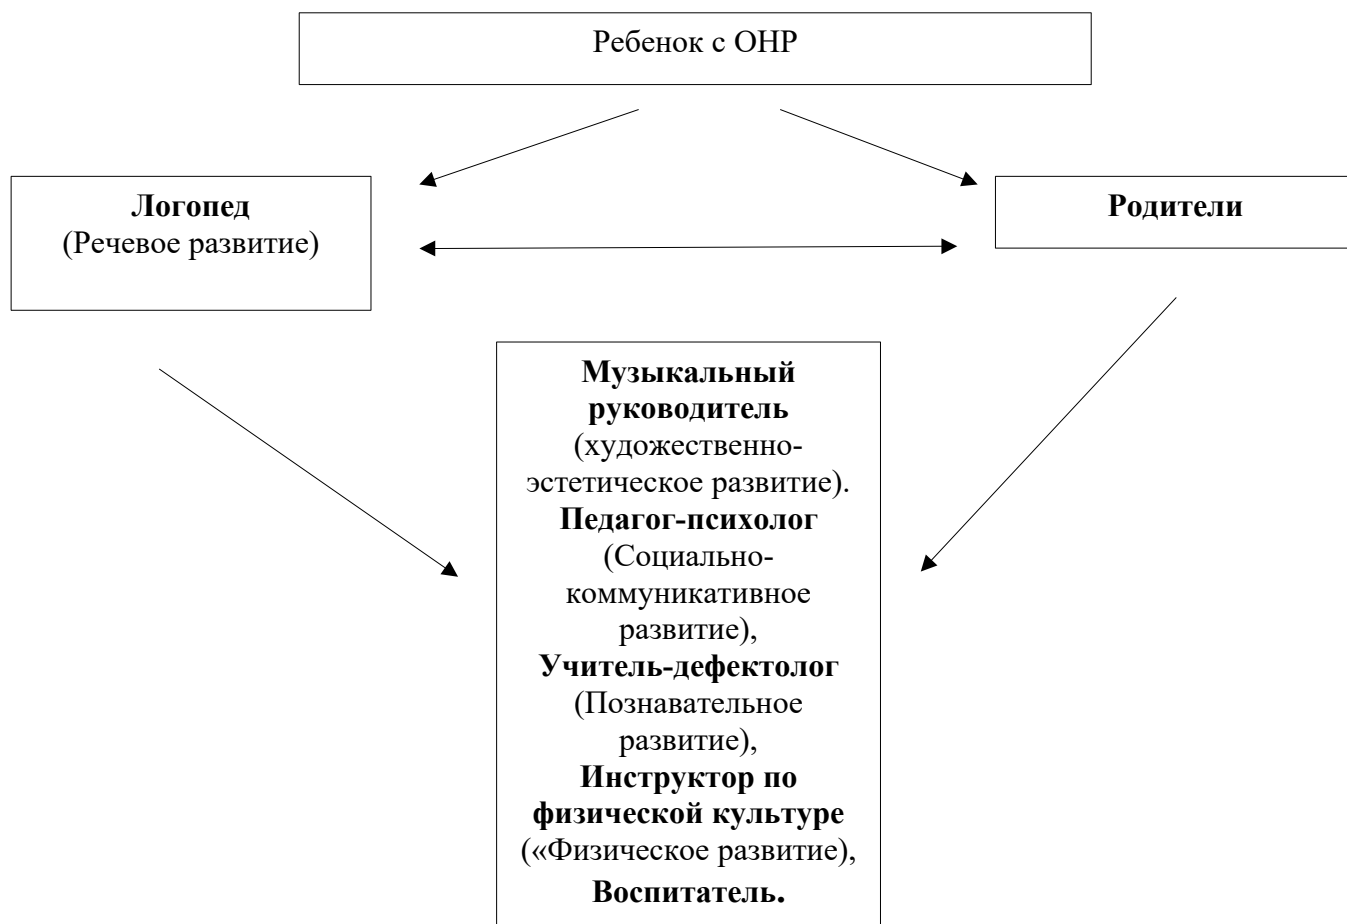 Ребенок с ОНР
Логопед
(Речевое развитие)
Родители
Музыкальный
руководитель
(художественно-
эстетическое развитие).
Педагог-психолог
(Социально-
коммуникативное
развитие),
Учитель-дефектолог
(Познавательное
развитие),
Инструктор по
физической культуре
(«Физическое развитие),
Воспитатель.